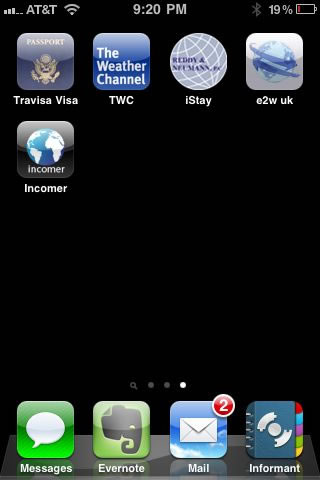 AT&T 9:20 PM 19%
PASSPORT
The
Weather
Channel
REDDY &
NEUMANN, P.C.
Travisa Visa TWC iStay e2w uk
incomer
Incomer
2
Messages Evernote Mail Informant